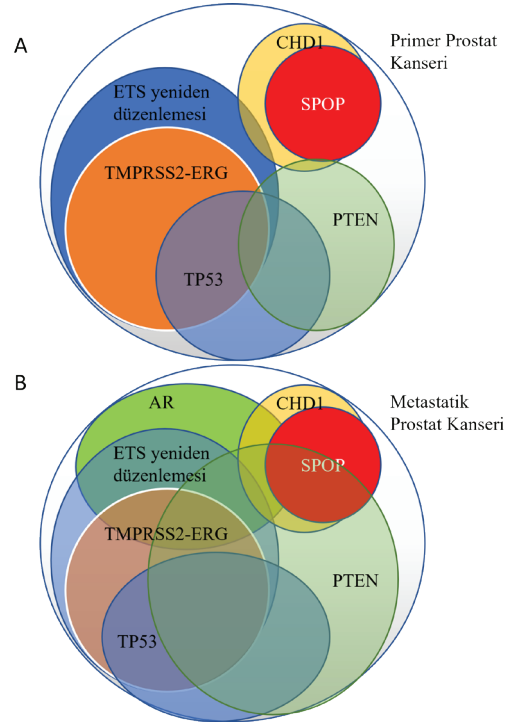 A
Primer Prostat
Kanseri
CHD1
SPOP
ETS yeniden
düzenlemesi
TMPRSS2-ERG
PTEN
TP53
B
Metastatik
Prostat Kanseri
AR
CHD1
ETS yeniden
düzenlemesi
SPOP
TMPRSS2-ERG
PTEN
TP53